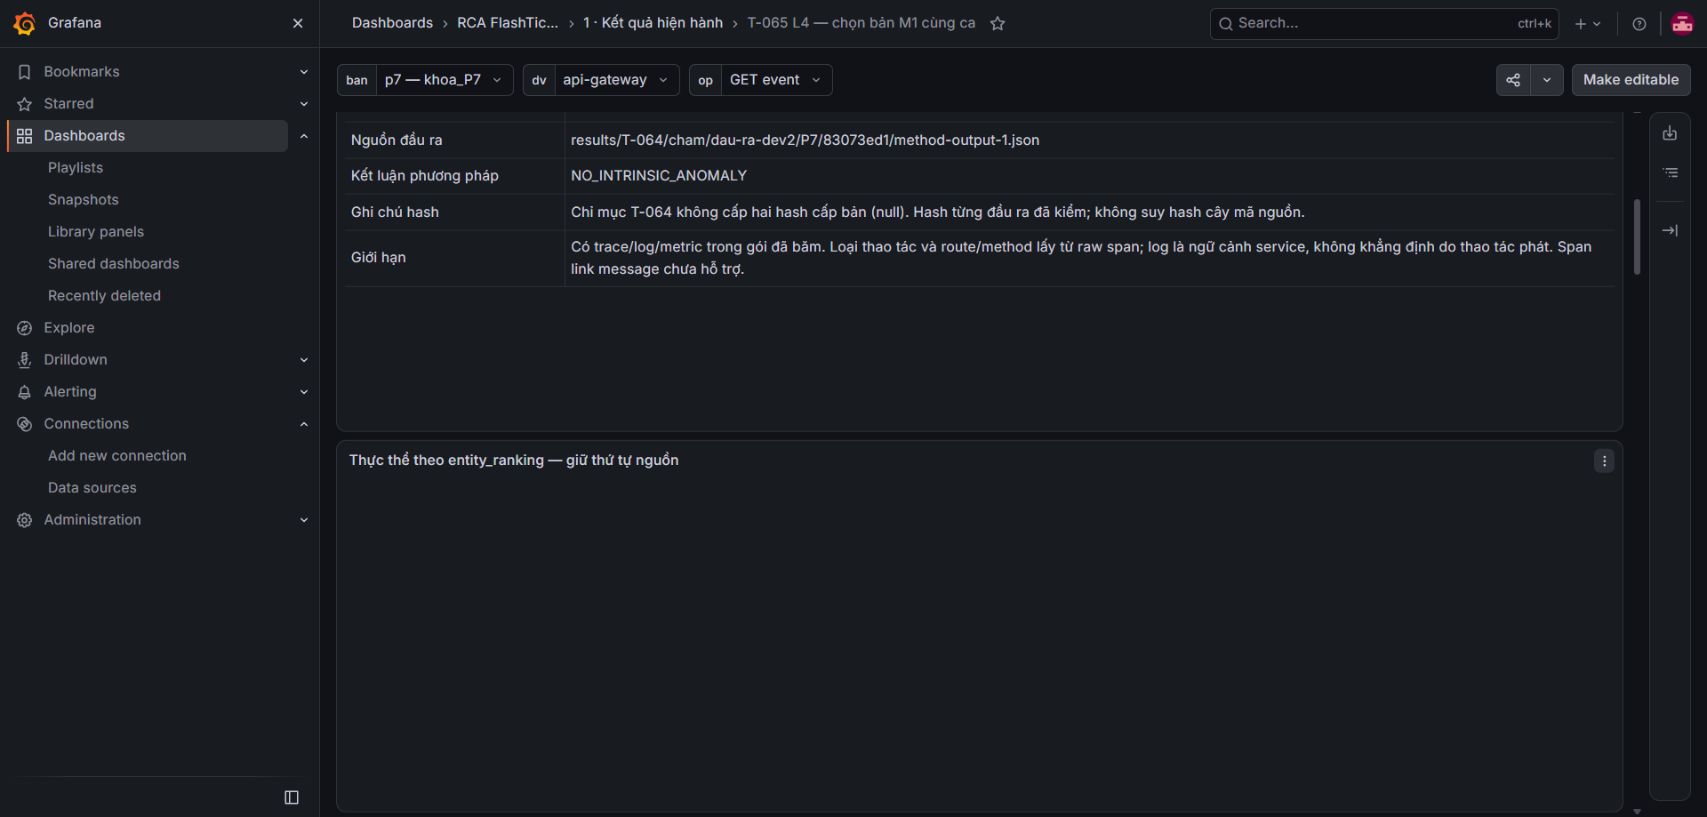 Grafana
Dashboards › RCA FlashTic... › 1 · Kết quả hiện hành › T-065 L4 — chọn bản M1 cùng ca
Search...
ctrl+k
Bookmarks
Starred
Dashboards
Playlists
Snapshots
Library panels
Shared dashboards
Recently deleted
Explore
Drilldown
Alerting
Connections
Add new connection
Data sources
Administration
ban p7 — khoa_P7
dv api-gateway
op GET event
Make editable
Nguồn đầu ra results/T-064/cham/dau-ra-dev2/P7/83073ed1/method-output-1.json
Kết luận phương pháp NO_INTRINSIC_ANOMALY
Ghi chú hash Chỉ mục T-064 không cấp hai hash cấp bản (null). Hash từng đầu ra đã kiểm; không suy hash cây mã nguồn.
Giới hạn Có trace/log/metric trong gói đã băm. Loại thao tác và route/method lấy từ raw span; log là ngữ cảnh service, không khẳng định do thao tác phát. Span
link message chưa hỗ trợ.
Thực thể theo entity_ranking — giữ thứ tự nguồn